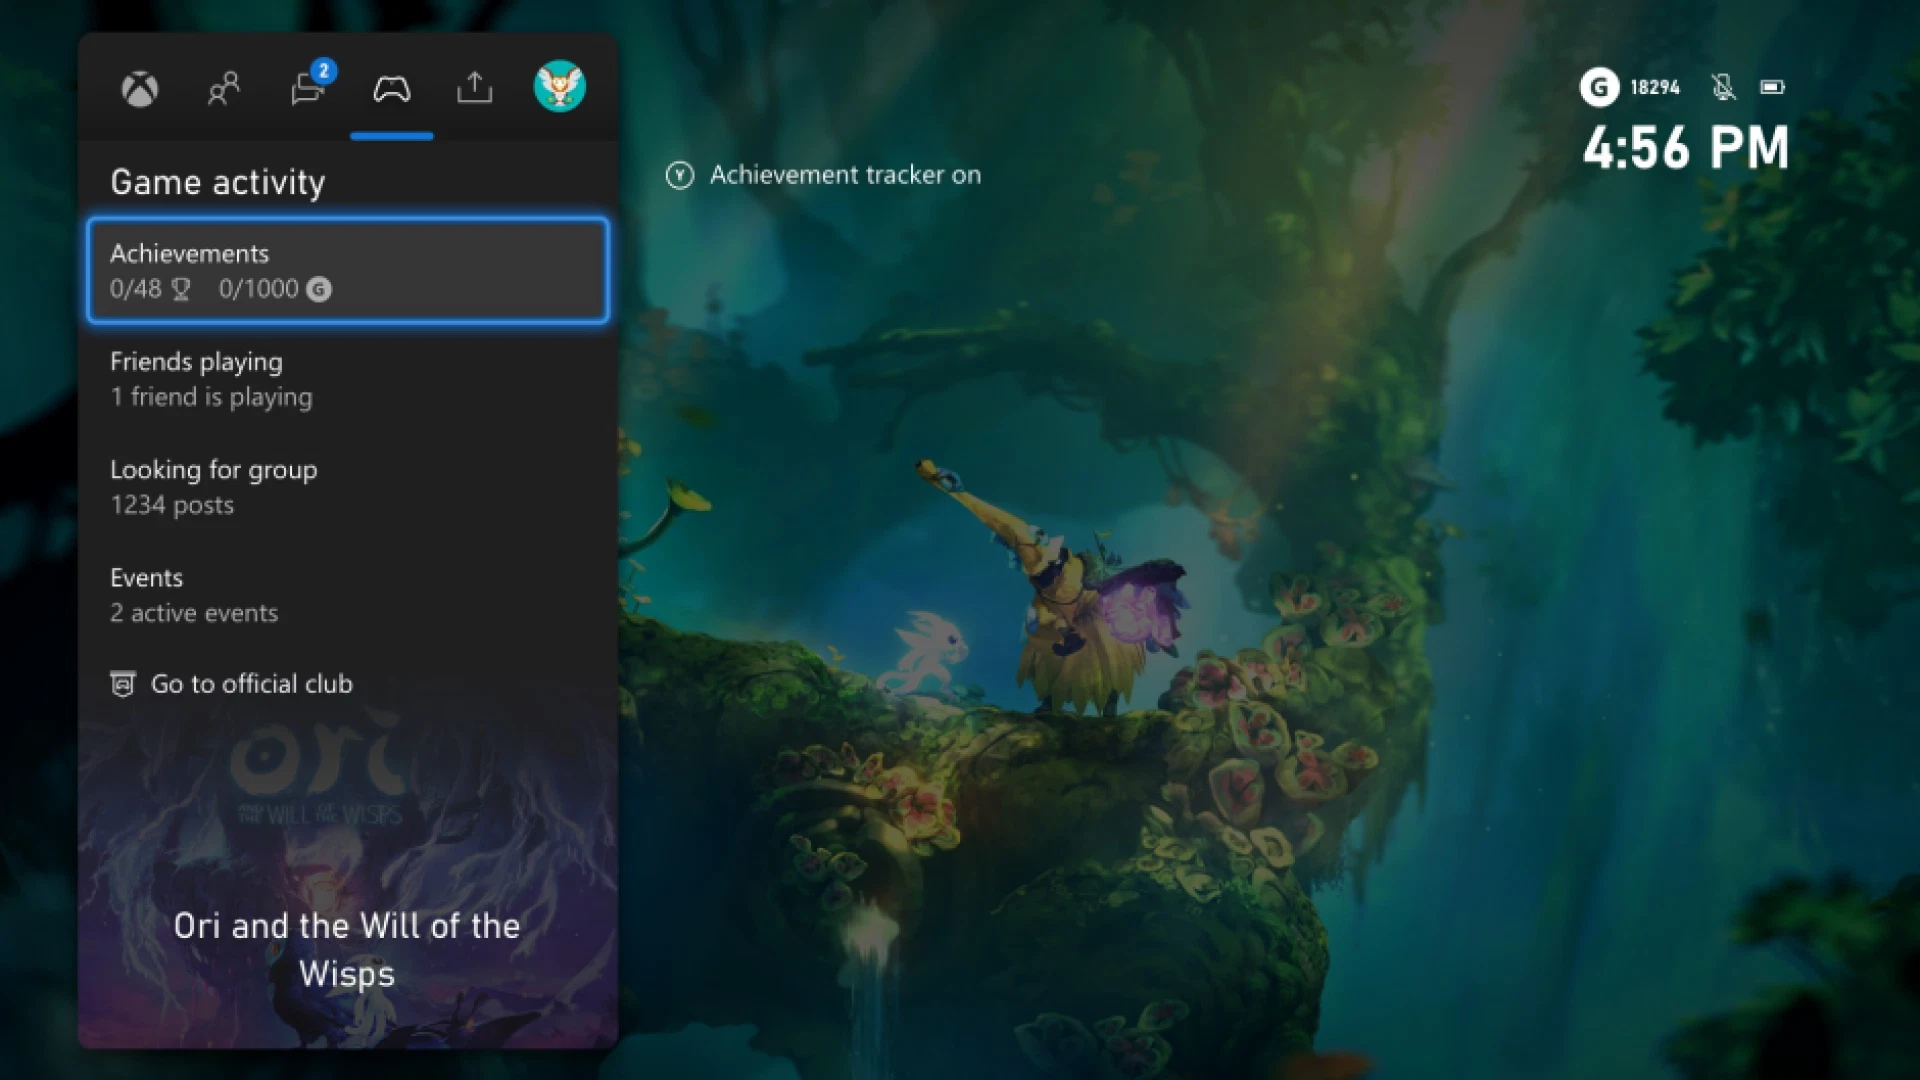 2
Game activity
Achievements
0/48 0/1000 G
Friends playing
1 friend is playing
Looking for group
1234 posts
Events
2 active events
Go to official club
ori
AND THE WILL OF THE WISPS
Ori and the Will of the
Wisps
Y Achievement tracker on
G 18294
4:56 PM